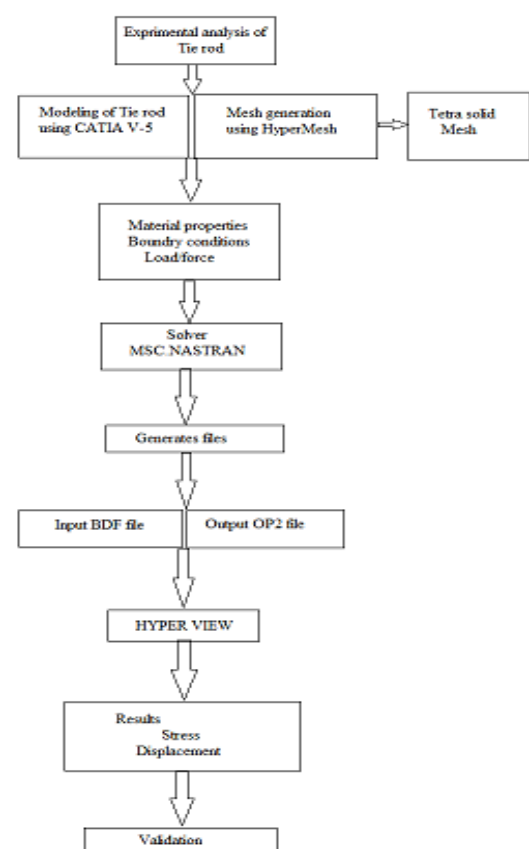 Exprimental analysis of
Tie rod
Modeling of Tie rod
using CATIA V-5
Mesh generation
using HyperMesh
Tetra solid
Mesh
Material properties
Boundry conditions
Load/force
Solver
MSC.NASTRAN
Generates files
Input BDF file
Output OP2 file
HYPER VIEW
Results
Stress
Displacement
Validation